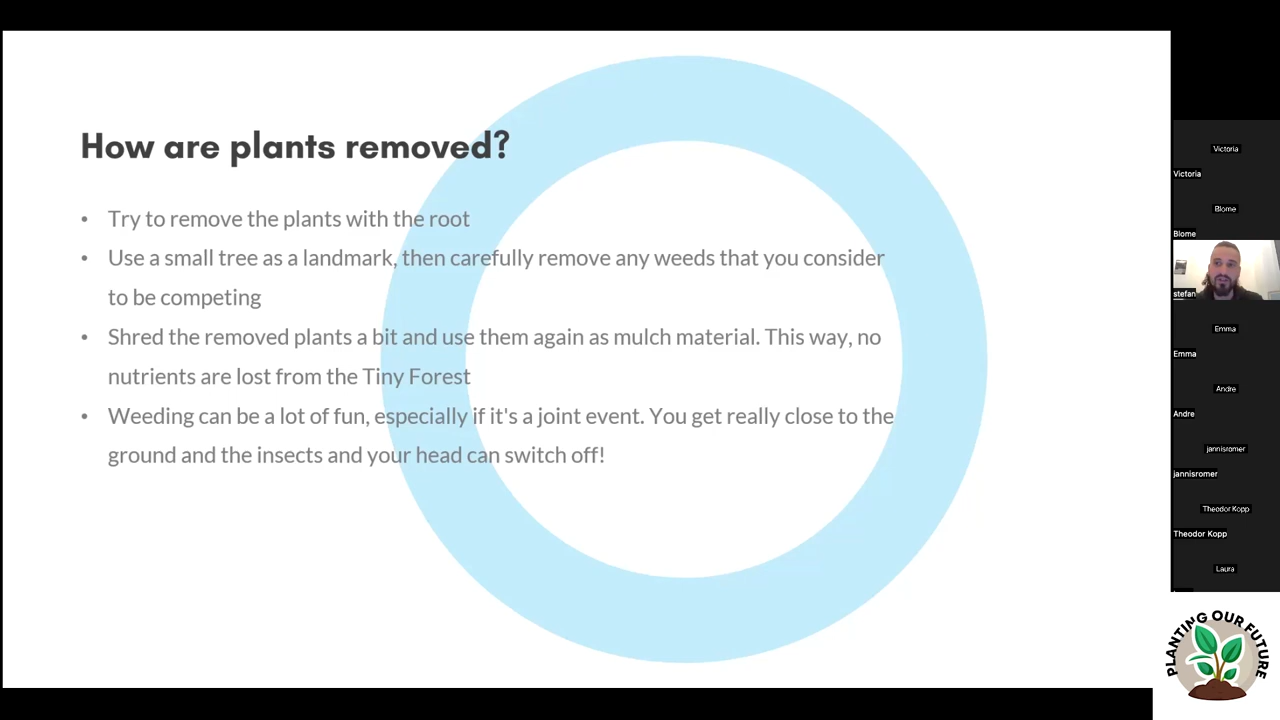 How are plants removed?
• Try to remove the plants with the root
• Use a small tree as a landmark, then carefully remove any weeds that you consider
to be competing
• Shred the removed plants a bit and use them again as mulch material. This way, no
nutrients are lost from the Tiny Forest
• Weeding can be a lot of fun, especially if it's a joint event. You get really close to the
ground and the insects and your head can switch off!
Victoria
Victoria
Blome
Blome
stefan
Emma
Emma
Andre
Andre
jannisromer
jannisromer
Theodor Kopp
Theodor Kopp
Laura
PLANTING OUR FUTURE